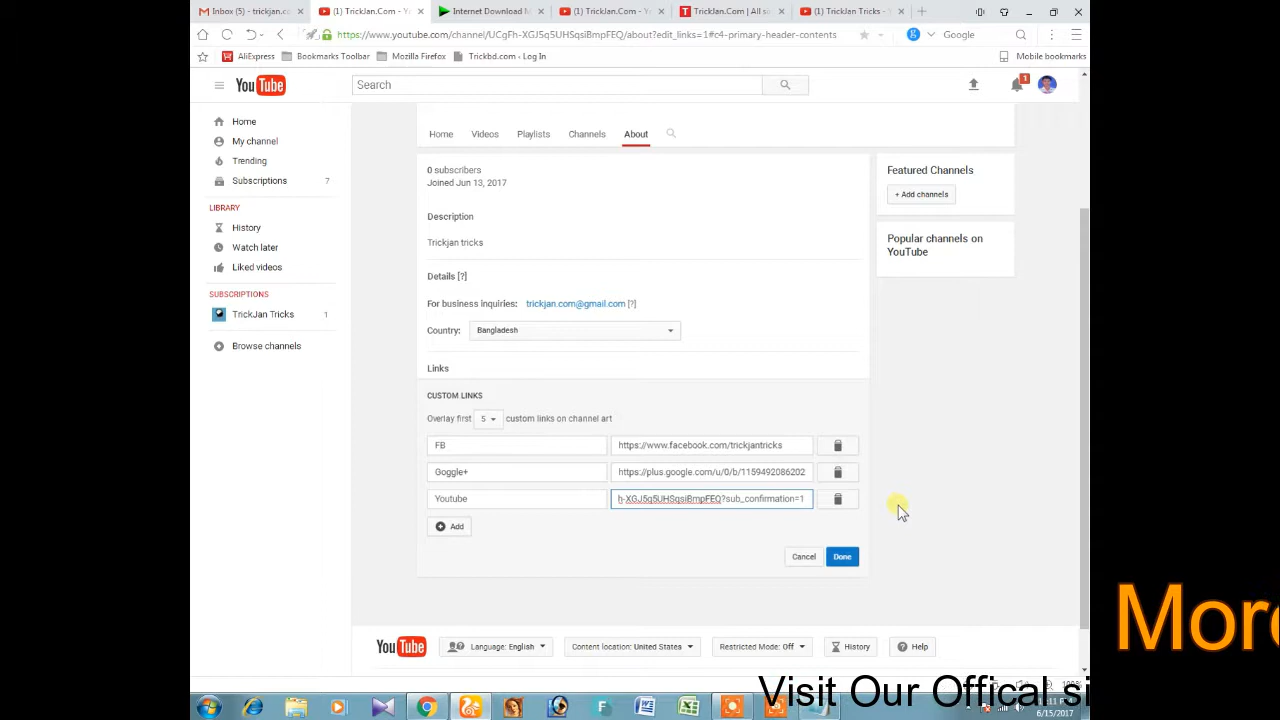 Inbox (5) - trickjan.co
(1) TrickJan.Com - Y
Internet Download M
(1) TrickJan.Com - Yo
TrickJan.Com | All si
(1) TrickJan Tricks - Y
https://www.youtube.com/channel/UCgFh-XGJ5q5UHSqsiBmpFEQ/about?edit_links=1#c4-primary-header-contents
Google
AliExpress
Bookmarks Toolbar
Mozilla Firefox
Trickbd.com ‹ Log In
Mobile bookmarks
YouTube
Search
1
Home
My channel
Trending
Subscriptions 7
LIBRARY
History
Watch later
Liked videos
SUBSCRIPTIONS
TrickJan Tricks 1
Browse channels
Home Videos Playlists Channels About
0 subscribers
Joined Jun 13, 2017
Description
Trickjan tricks
Details [?]
For business inquiries: trickjan.com@gmail.com [?]
Country: Bangladesh
Links
CUSTOM LINKS
Overlay first 5 custom links on channel art
FB https://www.facebook.com/trickjantricks
Goggle+ https://plus.google.com/u/0/b/1159492086202
Youtube h-XGJ5q5UHSqsiBmpFEQ?sub_confirmation=1
Add
Cancel Done
Featured Channels
+ Add channels
Popular channels on
YouTube
YouTube
Language: English
Content location: United States
Restricted Mode: Off
History
Help
More
Visit Our Offical si
6/15/2017